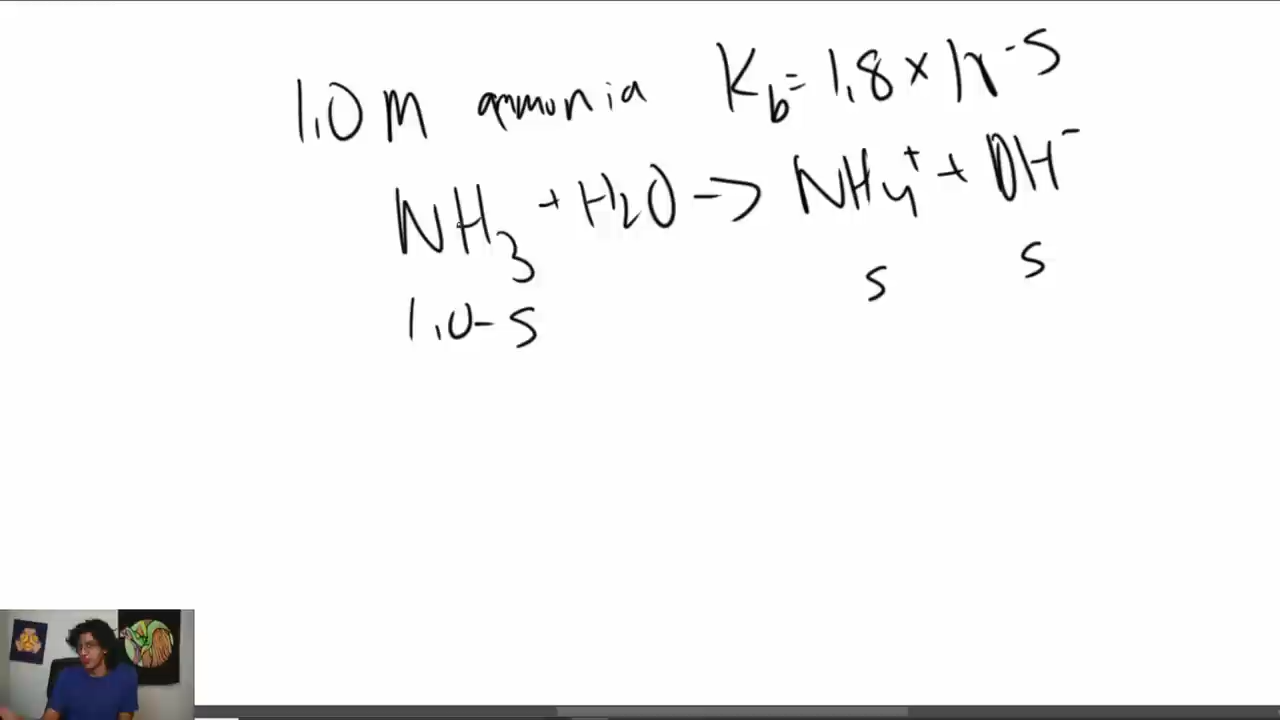 1.0 M ammonia K_b = 1.8 × 10^-5
NH₃ + H₂O → NH₄⁺ + OH⁻
1.0 - s s s